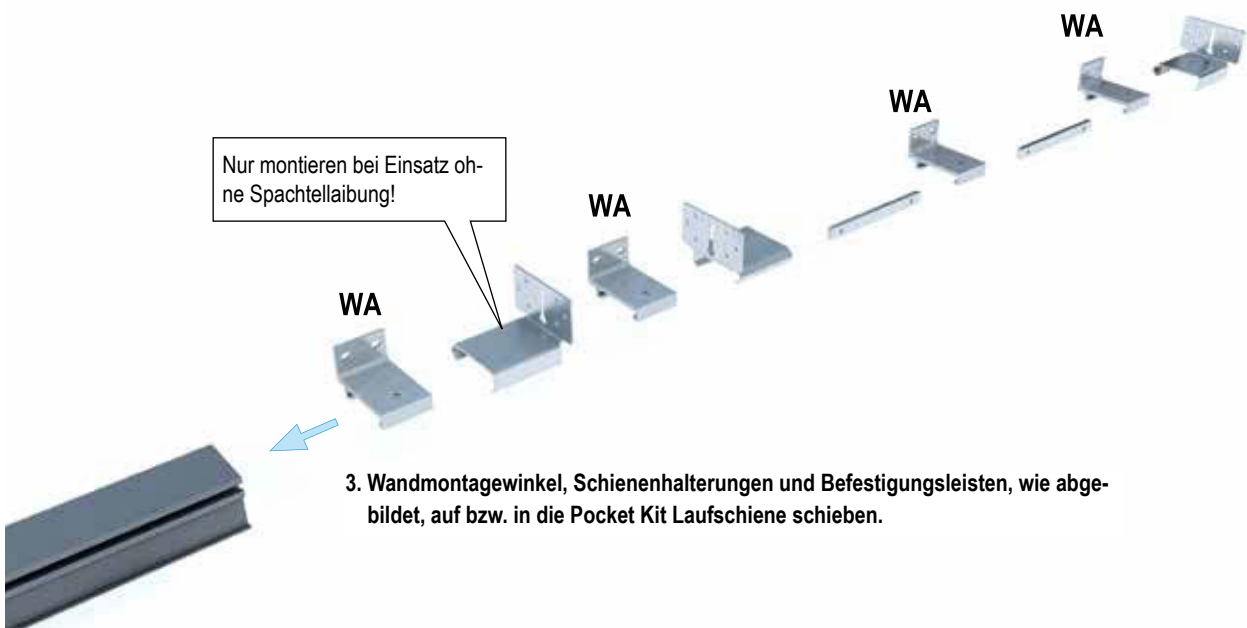 WA
WA
Nur montieren bei Einsatz oh-
ne Spachtellaibung!
WA
WA
3. Wandmontagewinkel, Schienenhalterungen und Befestigungsleisten, wie abge-
bildet, auf bzw. in die Pocket Kit Laufschiene schieben.